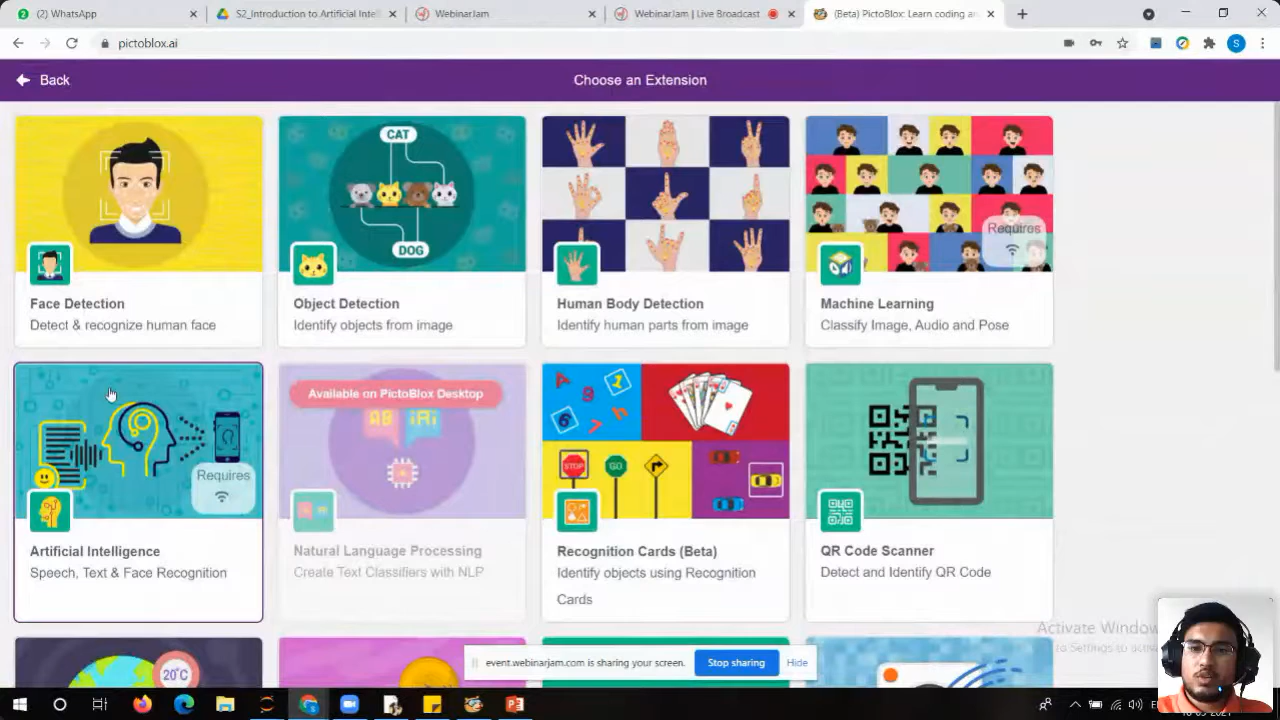 (2) WhatsApp
S2_Introduction to Artificial Intel
WebinarJam
WebinarJam | Live Broadcast
(Beta) PictoBlox: Learn coding an
pictoblox.ai
S
Back
Choose an Extension
CAT
DOG
Requires
Face Detection
Detect & recognize human face
Object Detection
Identify objects from image
Human Body Detection
Identify human parts from image
Machine Learning
Classify Image, Audio and Pose
Available on PictoBlox Desktop
STOP
GO
Requires
Artificial Intelligence
Speech, Text & Face Recognition
Natural Language Processing
Create Text Classifiers with NLP
Recognition Cards (Beta)
Identify objects using Recognition
Cards
QR Code Scanner
Detect and Identify QR Code
20°C
Activate Window
event.webinarjam.com is sharing your screen.
Stop sharing
Hide